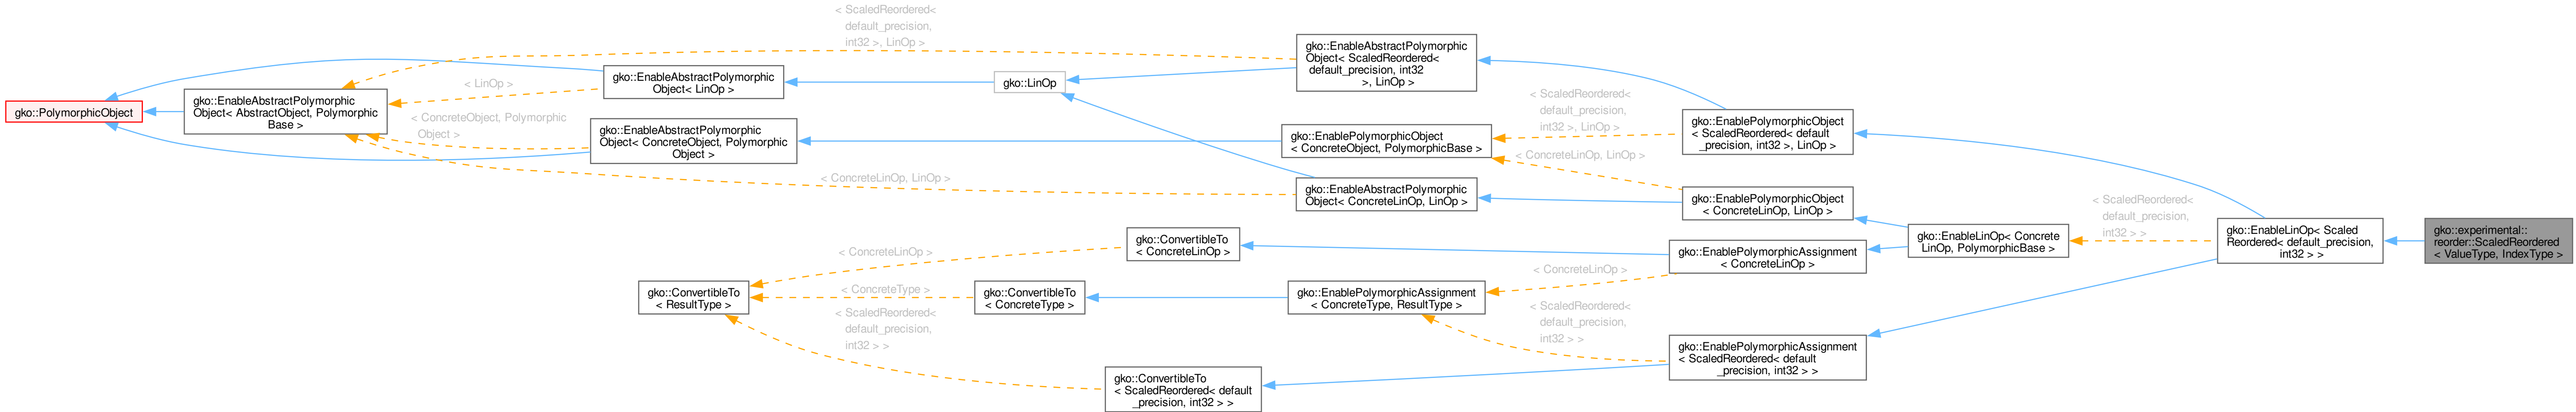 gko::PolymorphicObject
gko::EnableAbstractPolymorphic
Object< AbstractObject, Polymorphic
Base >
< ScaledReordered<
default_precision,
int32 >, LinOp >
< LinOp >
< ConcreteObject, Polymorphic
Object >
gko::EnableAbstractPolymorphic
Object< LinOp >
gko::EnableAbstractPolymorphic
Object< ConcreteObject, Polymorphic
Object >
< ConcreteLinOp, LinOp >
gko::LinOp
gko::EnableAbstractPolymorphic
Object< ScaledReordered<
default_precision, int32
>, LinOp >
gko::EnablePolymorphicObject
< ConcreteObject, PolymorphicBase >
gko::EnableAbstractPolymorphic
Object< ConcreteLinOp, LinOp >
< ScaledReordered<
default_precision,
int32 >, LinOp >
< ConcreteLinOp, LinOp >
gko::EnablePolymorphicObject
< ScaledReordered< default
_precision, int32 >, LinOp >
gko::EnablePolymorphicObject
< ConcreteLinOp, LinOp >
gko::ConvertibleTo
< ResultType >
< ConcreteLinOp >
< ConcreteType >
< ScaledReordered<
default_precision,
int32 > >
gko::ConvertibleTo
< ConcreteLinOp >
gko::ConvertibleTo
< ConcreteType >
gko::ConvertibleTo
< ScaledReordered< default
_precision, int32 > >
gko::EnablePolymorphicAssignment
< ConcreteType, ResultType >
< ConcreteLinOp >
< ScaledReordered<
default_precision,
int32 > >
gko::EnablePolymorphicAssignment
< ConcreteLinOp >
gko::EnablePolymorphicAssignment
< ScaledReordered< default
_precision, int32 > >
gko::EnableLinOp< Concrete
LinOp, PolymorphicBase >
< ScaledReordered<
default_precision,
int32 > >
gko::EnableLinOp< Scaled
Reordered< default_precision,
int32 > >
gko::experimental::
reorder::ScaledReordered
< ValueType, IndexType >